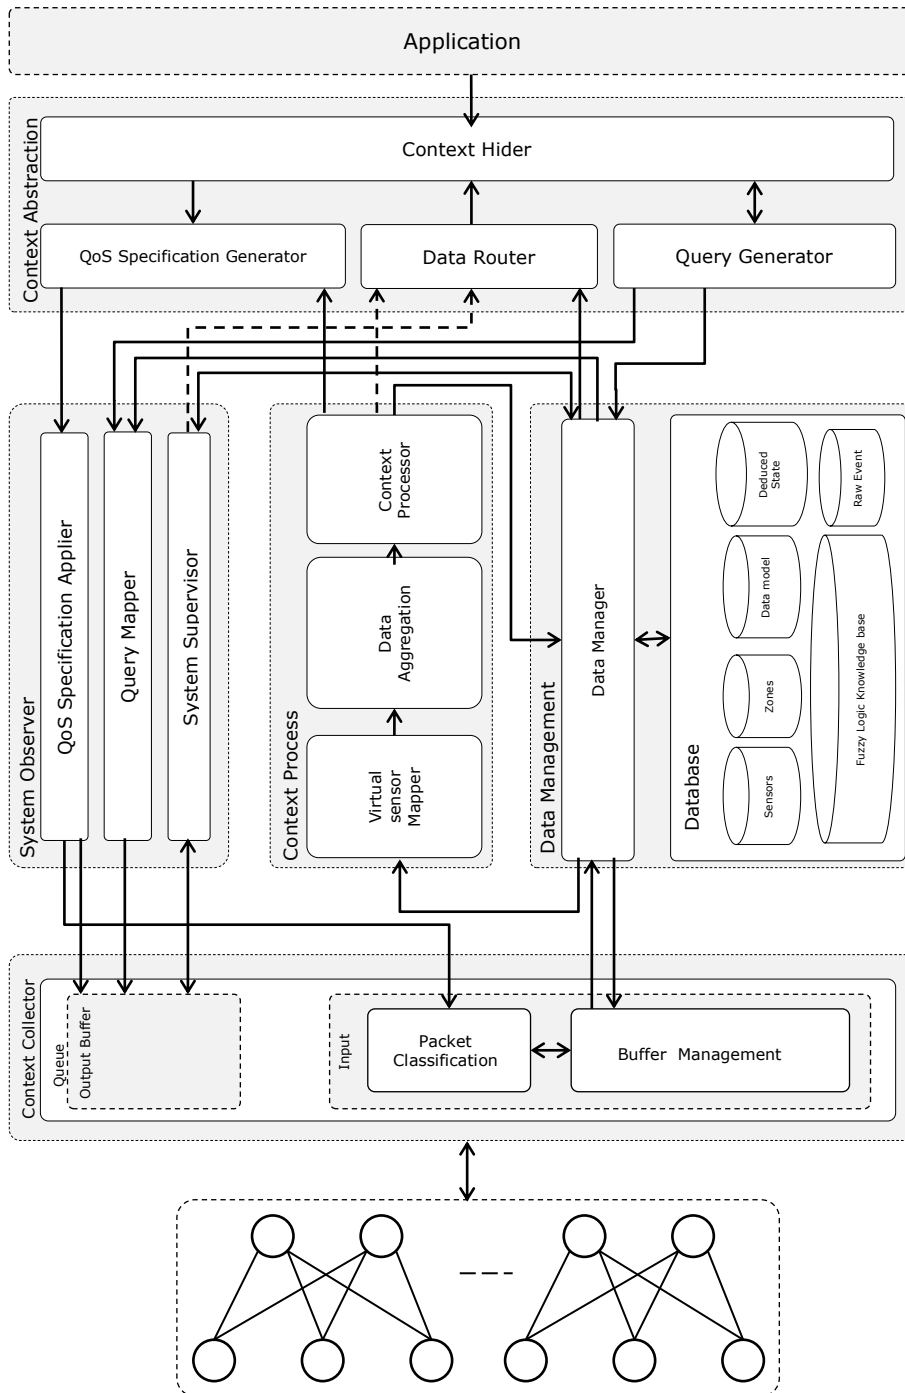 Application
Context Abstraction
Context Hider
QoS Specification Generator
Data Router
Query Generator
System Observer
QoS Specification Applier
Query Mapper
System Supervisor
Context Process
Context
Processor
Data
Aggregation
Virtual
sensor
Mapper
Data Management
Data Manager
Database
Deduced
State
Raw Event
Data model
Zones
Sensors
Fuzzy Logic Knowledge base
Context Collector
Queue
Output Buffer
Input
Packet
Classification
Buffer Management